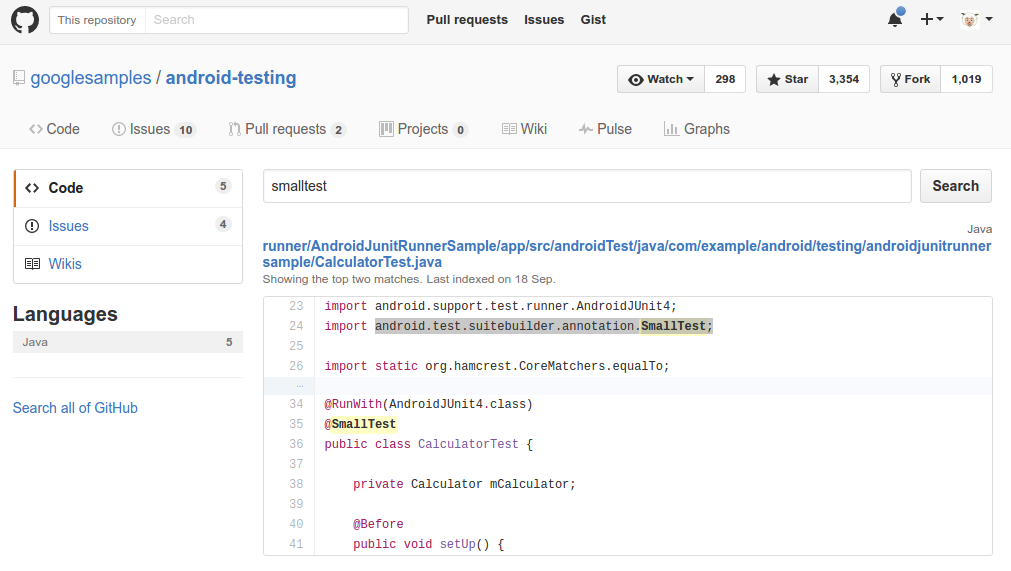 This repository Search Pull requests Issues Gist
googlesamples / android-testing Watch 298 Star 3,354 Fork 1,019
Code Issues 10 Pull requests 2 Projects 0 Wiki Pulse Graphs
Code 5
Issues 4
Wikis
Languages
Java 5
Search all of GitHub
smalltest Search
Java
runner/AndroidJunitRunnerSample/app/src/androidTest/java/com/example/android/testing/androidjunitrunner
sample/CalculatorTest.java
Showing the top two matches. Last indexed on 18 Sep.
23 import android.support.test.runner.AndroidJUnit4;
24 import android.test.suitebuilder.annotation.SmallTest;
25
26 import static org.hamcrest.CoreMatchers.equalTo;
…
34 @RunWith(AndroidJUnit4.class)
35 @SmallTest
36 public class CalculatorTest {
37
38 private Calculator mCalculator;
39
40 @Before
41 public void setUp() {